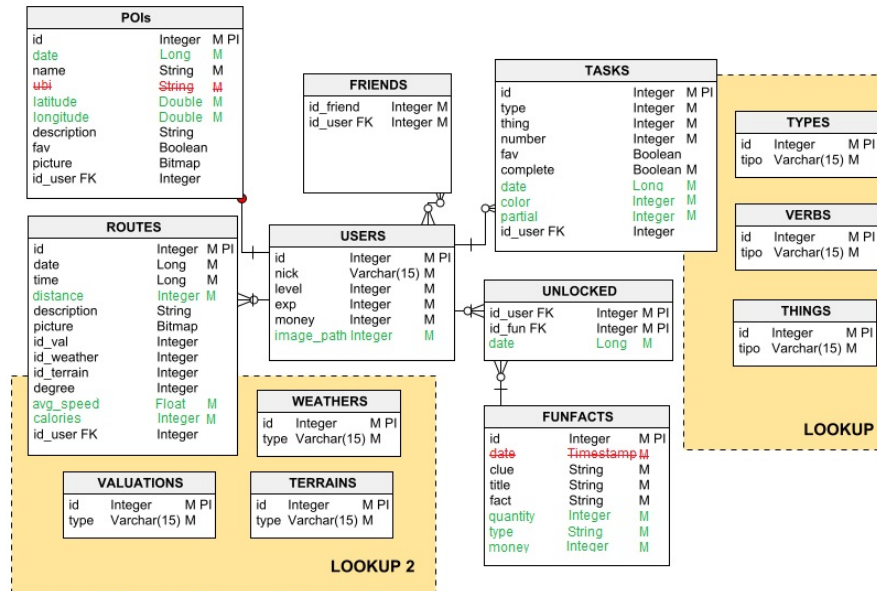 POIs
id Integer M PI
date Long M
name String M
ubi String M
latitude Double M
longitude Double M
description String
fav Boolean
picture Bitmap
id_user FK Integer
FRIENDS
id_friend Integer M
id_user FK Integer M
TASKS
id Integer M PI
type Integer M
thing Integer M
number Integer M
fav Boolean
complete Boolean M
date Long M
color Integer M
partial Integer M
id_user FK Integer
TYPES
id Integer M PI
tipo Varchar(15) M
VERBS
id Integer M PI
tipo Varchar(15) M
THINGS
id Integer M PI
tipo Varchar(15) M
LOOKUP
ROUTES
id Integer M PI
date Long M
time Long M
distance Integer M
description String
picture Bitmap
id_val Integer
id_weather Integer
id_terrain Integer
degree Integer
avg_speed Float M
calories Integer M
id_user FK Integer
USERS
id Integer M PI
nick Varchar(15) M
level Integer M
exp Integer M
money Integer M
image_path Integer M
UNLOCKED
id_user FK Integer M PI
id_fun FK Integer M PI
date Long M
FUNFACTS
id Integer M PI
date Timestamp M
clue String M
title String M
fact String M
quantity Integer M
type String M
money Integer M
WEATHERS
id Integer M PI
type Varchar(15) M
VALUATIONS
id Integer M PI
type Varchar(15) M
TERRAINS
id Integer M PI
type Varchar(15) M
LOOKUP 2